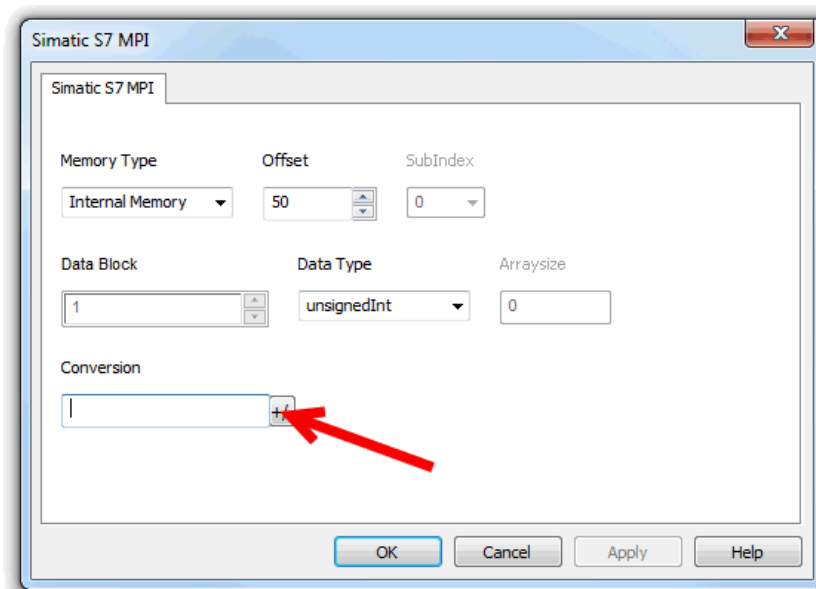 Simatic S7 MPI
Simatic S7 MPI
Memory Type Offset SubIndex
Internal Memory 50 0
Data Block Data Type Arraysize
1 unsignedInt 0
Conversion
+/
OK Cancel Apply Help